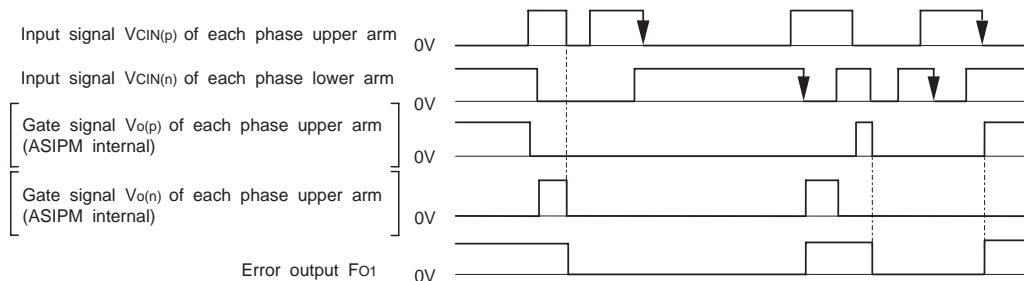 Input signal VCIN(p) of each phase upper arm
0V
Input signal VCIN(n) of each phase lower arm
0V
Gate signal Vo(p) of each phase upper arm
(ASIPM internal)
0V
Gate signal Vo(n) of each phase upper arm
(ASIPM internal)
0V
Error output FO1
0V